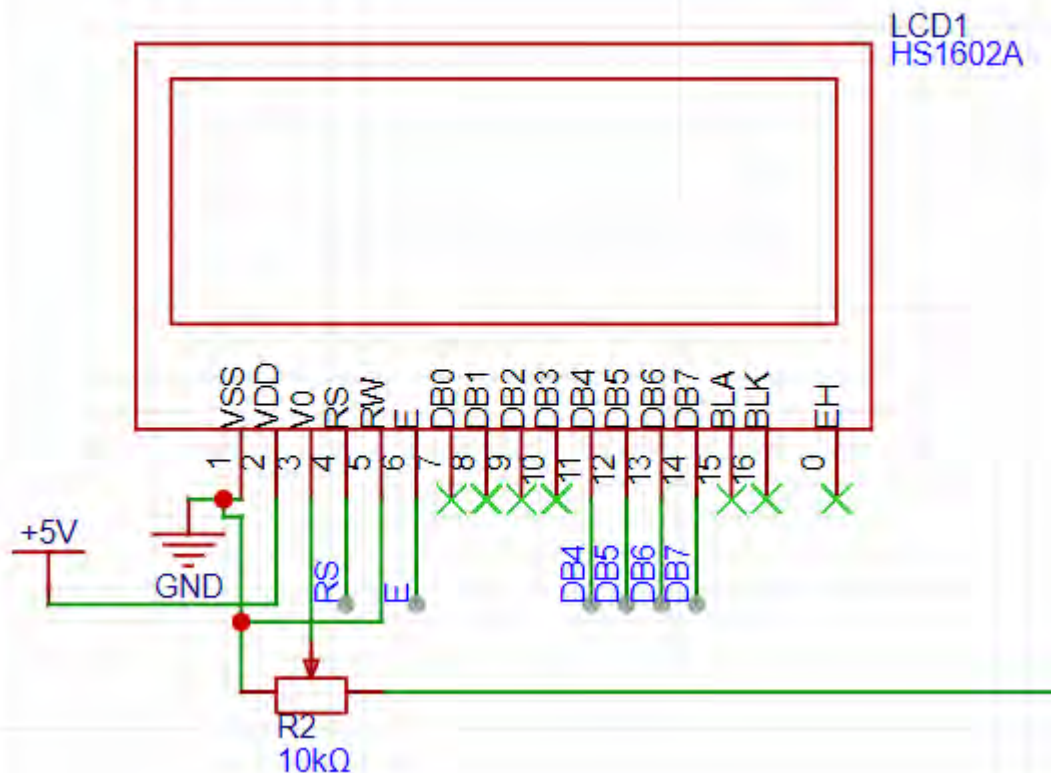 LCD1
HS1602A
VSS
VDD
V0
RS
RW
E
DB0
DB1
DB2
DB3
DB4
DB5
DB6
DB7
BLA
BLK
EH
1
2
3
4
5
6
7
8
9
10
11
12
13
14
15
16
0
+5V
GND
RS
E
DB4
DB5
DB6
DB7
R2
10kΩ